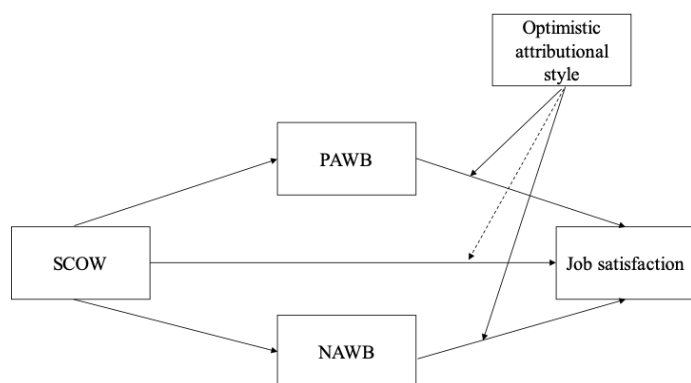 Optimistic
attributional
style
PAWB
SCOW
Job satisfaction
NAWB